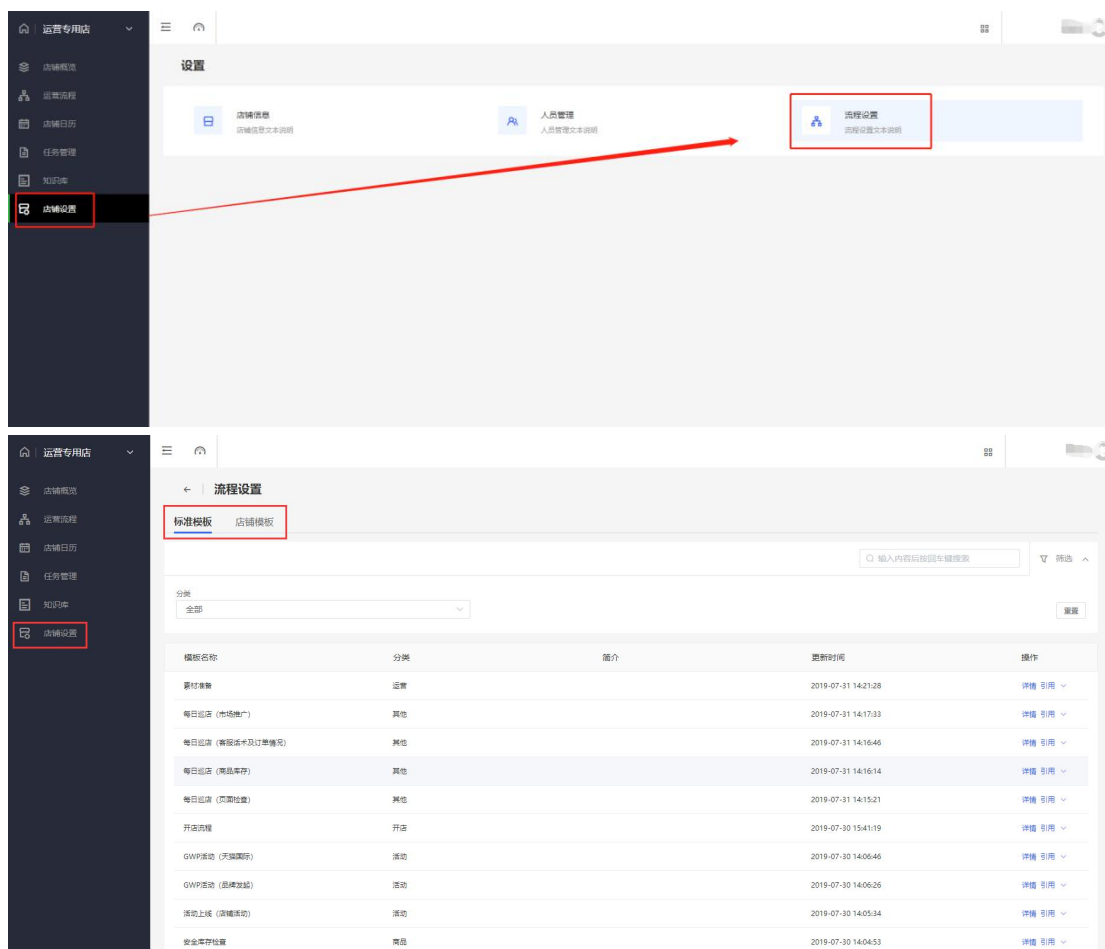 运营专用店
店铺概览
运营流程
店铺日历
任务管理
知识库
店铺设置
设置
店铺信息
店铺信息文本说明
人员管理
人员管理文本说明
流程设置
流程设置文本说明
运营专用店
店铺概览
运营流程
店铺日历
任务管理
知识库
店铺设置
流程设置
标准模板 店铺模板
输入内容后按回车键搜索 筛选
分类
全部 重置
模板名称 分类 简介 更新时间 操作
素材准备 运营 2019-07-31 14:21:28 详情 引用
每日巡店（市场推广） 其他 2019-07-31 14:17:33 详情 引用
每日巡店（客服话术及订单情况） 其他 2019-07-31 14:16:46 详情 引用
每日巡店（商品库存） 其他 2019-07-31 14:16:14 详情 引用
每日巡店（页面检查） 其他 2019-07-31 14:15:21 详情 引用
开店流程 开店 2019-07-30 15:41:19 详情 引用
GWP活动（天猫国际） 活动 2019-07-30 14:06:46 详情 引用
GWP活动（品牌发起） 活动 2019-07-30 14:06:26 详情 引用
活动上线（店铺活动） 活动 2019-07-30 14:05:34 详情 引用
安全库存检查 商品 2019-07-30 14:04:53 详情 引用